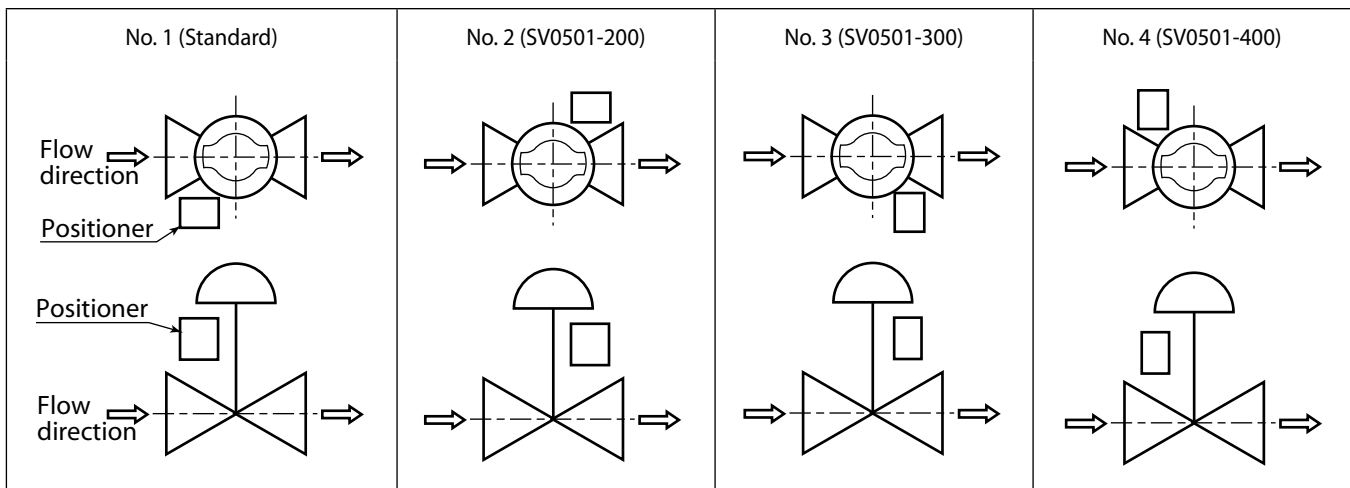 No. 1 (Standard)
No. 2 (SV0501-200)
No. 3 (SV0501-300)
No. 4 (SV0501-400)
Flow
direction
Positioner
Positioner
Flow
direction